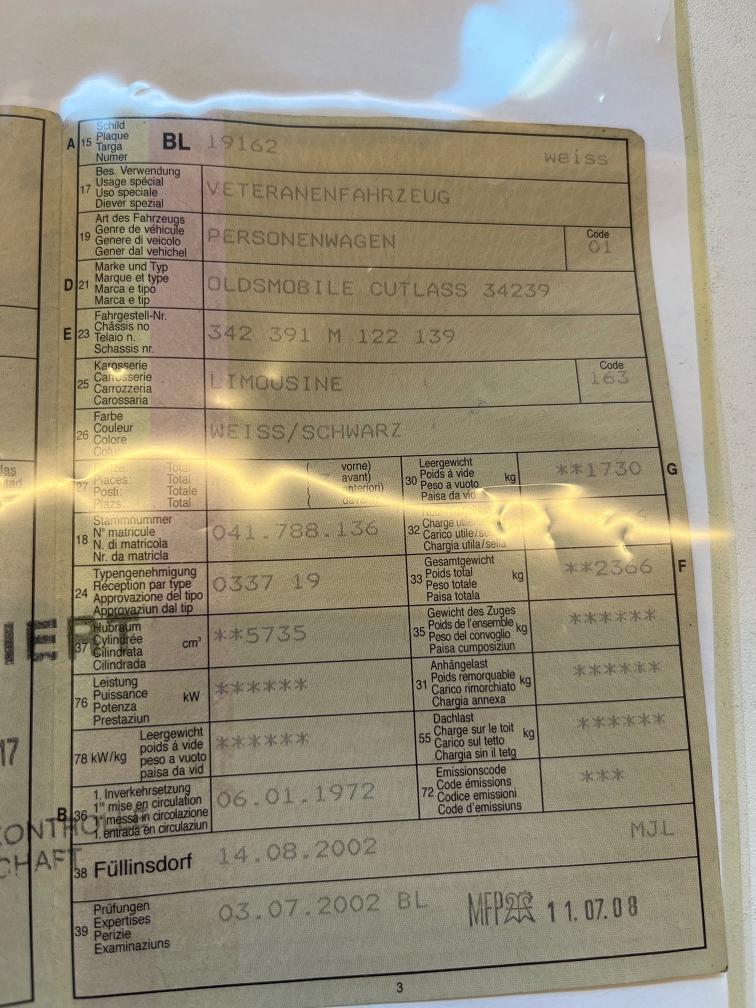 A 15 Schild
Plaque
Targa
Numer
BL 19162
weiss
17 Bes. Verwendung
Usage spécial
Uso speciale
Diever spezial
VETERANENFAHRZEUG
19 Art des Fahrzeugs
Genre de véhicule
Genere di veicolo
Gener dal vehichel
PERSONENWAGEN
Code
01
D 21 Marke und Typ
Marque et type
Marca e tipo
Marca e tip
OLDSMOBILE CUTLASS 34239
E 23 Fahrgestell-Nr.
Châssis no
Telaio n.
Schassis nr.
342 391 M 122 139
25 Karosserie
Carrosserie
Carrozzeria
Carossaria
LIMOUSINE
Code
163
26 Farbe
Couleur
Colore
Colur
WEISS/SCHWARZ
27 Total
Places: Total
Posti: Totale
Plazs: Total
vorne)
avant)
anteriori)
30 Leergewicht
Poids à vide
Peso a vuoto
Paisa da vid
kg
**1730
G
18 Stammnummer
N° matricule
N. di matricola
Nr. da matricla
041.788.136
32
Charge utile/
Carico utile/
Chargia utila/sella
24 Typengenehmigung
Réception par type
Approvazione del tipo
Approvaziun dal tip
0337 19
33 Gesamtgewicht
Poids total
Peso totale
Paisa totala
kg
**2366
F
37 Hubraum
Cylindrée
Cilindrata
Cilindrada
cm³
**5735
35 Gewicht des Zuges
Poids de l'ensemble
Peso del convoglio
Paisa cumposiziun
kg
******
76 Leistung
Puissance
Potenza
Prestaziun
kW
******
31 Anhängelast
Poids remorquable
Carico rimorchiato
Chargia annexa
kg
******
78 kW/kg
Leergewicht
poids à vide
peso a vuoto
paisa da vid
******
55 Dachlast
Charge sur le toit
Carico sul tetto
Chargia sin il tetg
kg
******
B 36 1. Inverkehrsetzung
1re mise en circulation
1a messa in circolazione
1. entrada en circulaziun
06.01.1972
72 Emissionscode
Code émissions
Codice emissioni
Code d'emissiuns
***
38 Füllinsdorf
14.08.2002
MJL
39 Prüfungen
Expertises
Perizie
Examinaziuns
03.07.2002 BL
MFP 11.07.08
3